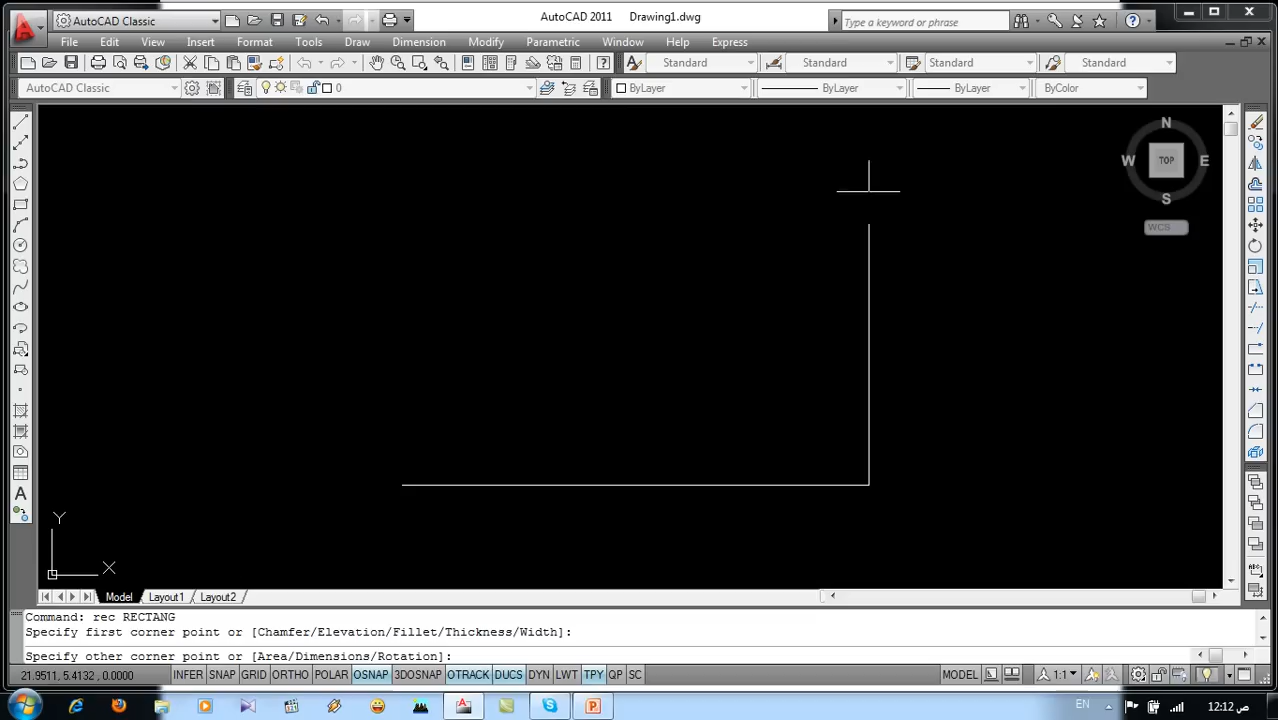 AutoCAD Classic
AutoCAD 2011 Drawing1.dwg
Type a keyword or phrase
File Edit View Insert Format Tools Draw Dimension Modify Parametric Window Help Express
Standard Standard Standard Standard
AutoCAD Classic 0 ByLayer ByLayer ByLayer ByColor
N
W TOP E
S
WCS
Y
X
Model Layout1 Layout2
Command: rec RECTANG
Specify first corner point or [Chamfer/Elevation/Fillet/Thickness/Width]:
Specify other corner point or [Area/Dimensions/Rotation]:
21.9511, 5.4132, 0.0000 INFER SNAP GRID ORTHO POLAR OSNAP 3DOSNAP OTRACK DUCS DYN LWT TPY QP SC MODEL 1:1
EN 12:12 ص